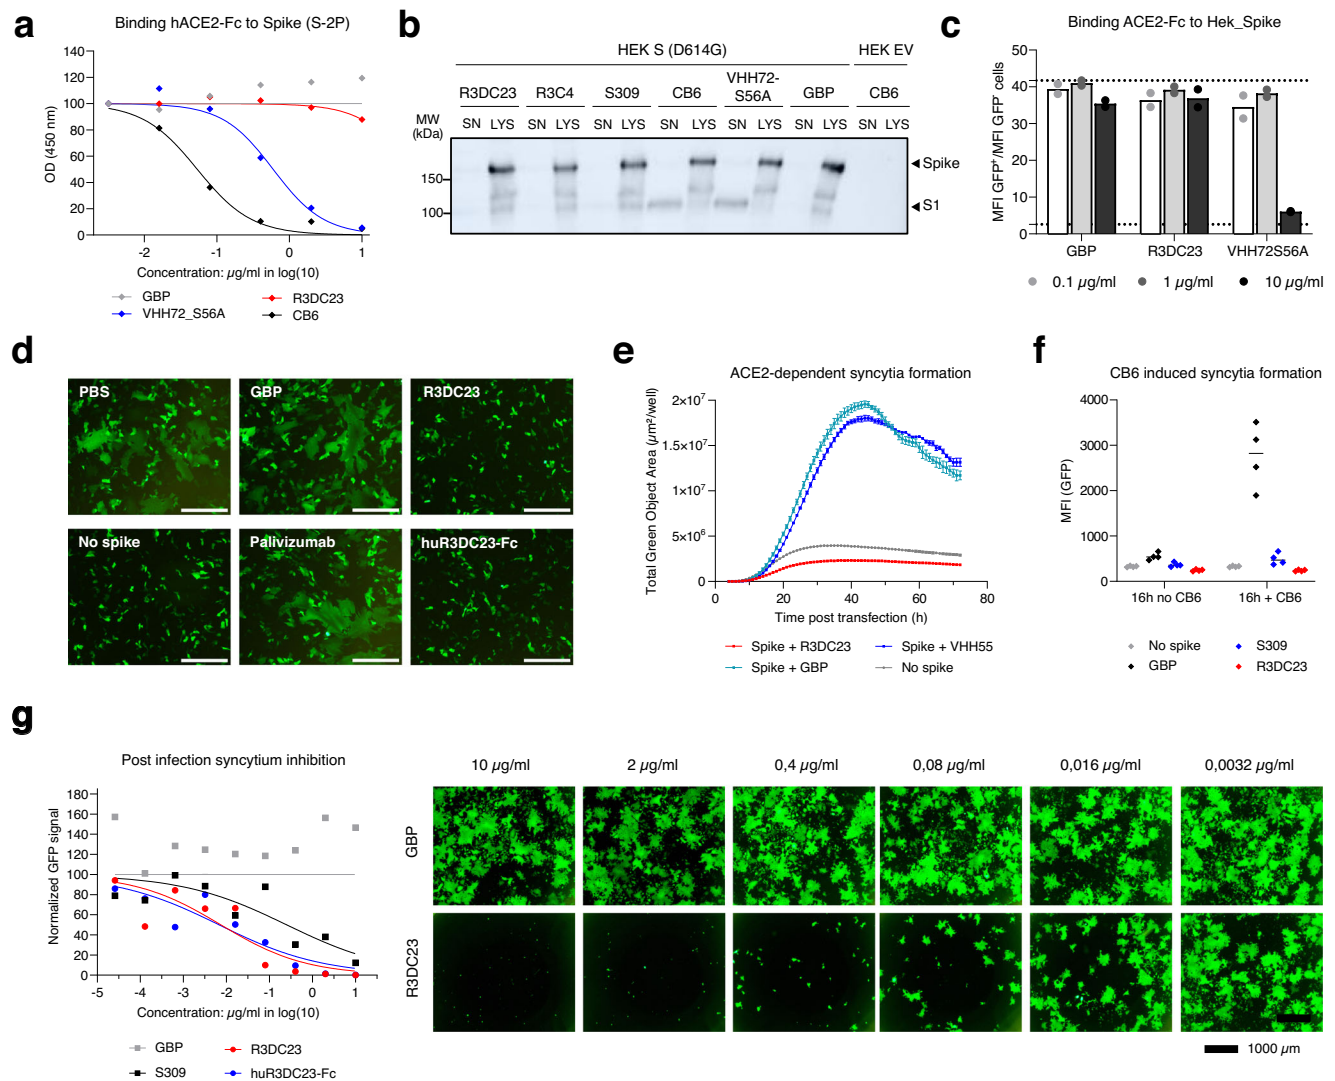 a
Binding hACE2-Fc to Spike (S-2P)
OD (450 nm)
140
120
100
80
60
40
20
0
-2
-1
0
1
Concentration: µg/ml in log(10)
GBP
R3DC23
VHH72_S56A
CB6
b
HEK S (D614G)
HEK EV
R3DC23
R3C4
S309
CB6
VHH72-
S56A
GBP
CB6
MW
(kDa)
SN LYS SN LYS SN LYS SN LYS SN LYS SN LYS SN LYS
150
100
Spike
S1
c
Binding ACE2-Fc to Hek_Spike
MFI GFP⁺/MFI GFP⁻ cells
50
40
30
20
10
0
GBP
R3DC23
VHH72S56A
0.1 µg/ml
1 µg/ml
10 µg/ml
d
PBS
GBP
R3DC23
No spike
Palivizumab
huR3DC23-Fc
e
ACE2-dependent syncytia formation
Total Green Object Area (µm²/well)
2x10⁷
1.5x10⁷
1x10⁷
5x10⁶
0
0
20
40
60
80
Time post transfection (h)
Spike + R3DC23
Spike + VHH55
Spike + GBP
No spike
f
CB6 induced syncytia formation
MFI (GFP)
4000
3000
2000
1000
0
16h no CB6
16h + CB6
No spike
S309
GBP
R3DC23
g
Post infection syncytium inhibition
Normalized GFP signal
180
160
140
120
100
80
60
40
20
0
-5
-4
-3
-2
-1
0
1
Concentration: µg/ml in log(10)
GBP
R3DC23
S309
huR3DC23-Fc
10 µg/ml
2 µg/ml
0,4 µg/ml
0,08 µg/ml
0,016 µg/ml
0,0032 µg/ml
GBP
R3DC23
1000 µm